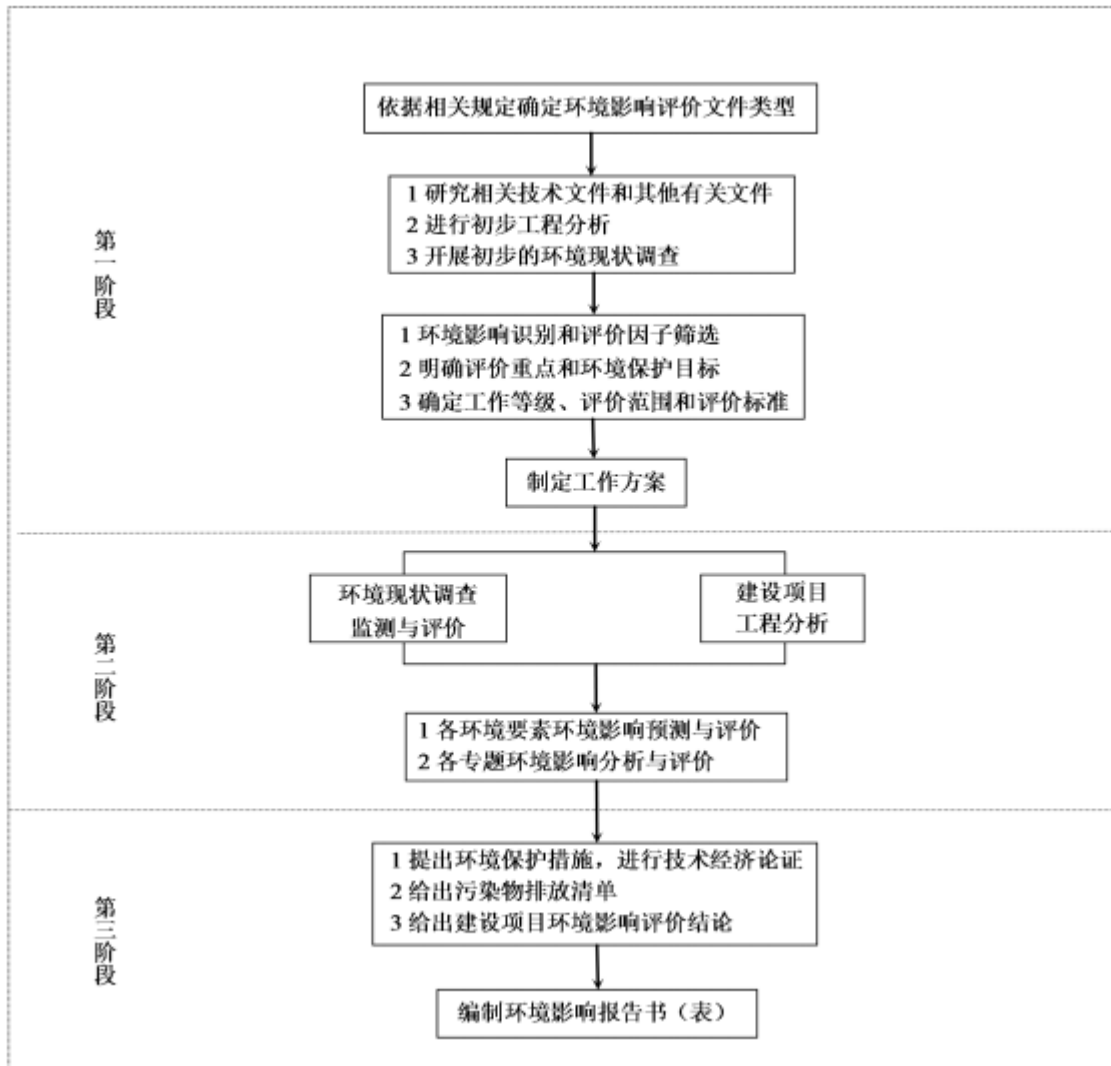 依据相关规定确定环境影响评价文件类型
1 研究相关技术文件和其他有关文件
2 进行初步工程分析
3 开展初步的环境现状调查
第一阶段
1 环境影响识别和评价因子筛选
2 明确评价重点和环境保护目标
3 确定工作等级、评价范围和评价标准
制定工作方案
环境现状调查
监测与评价
建设项目
工程分析
第二阶段
1 各环境要素环境影响预测与评价
2 各专题环境影响分析与评价
1 提出环境保护措施，进行技术经济论证
2 给出污染物排放清单
3 给出建设项目环境影响评价结论
第三阶段
编制环境影响报告书（表）